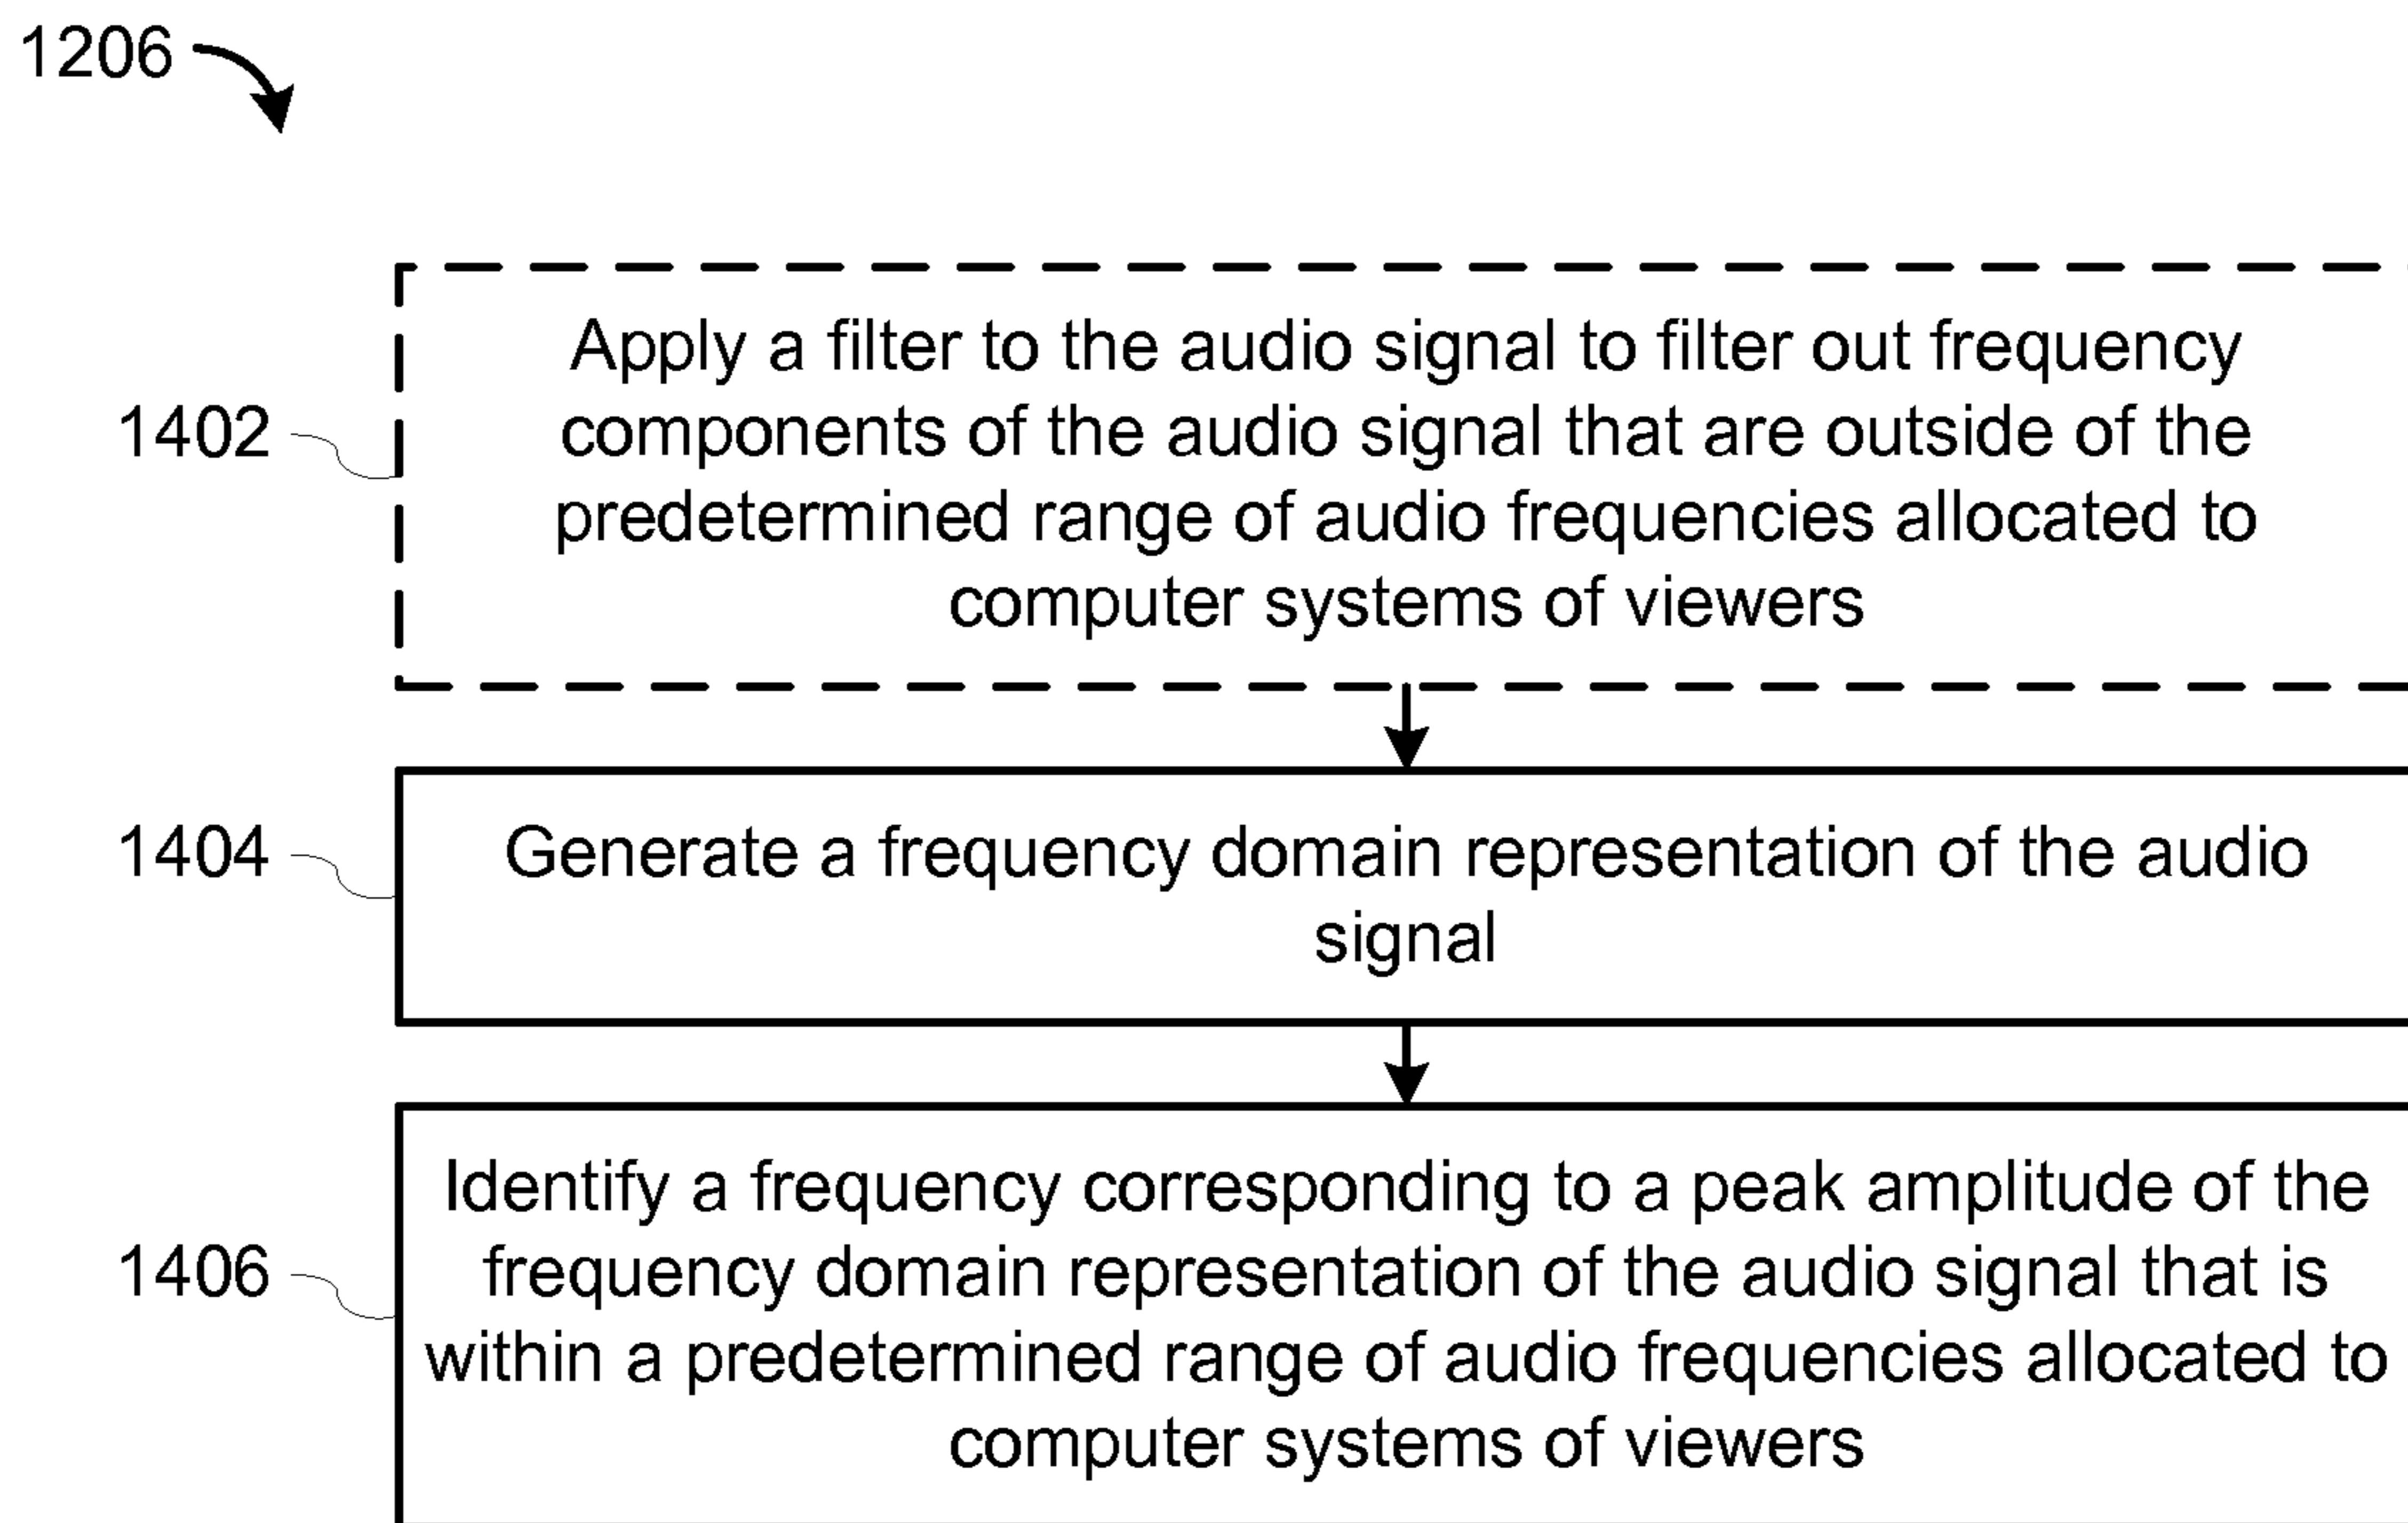 1206
1402
Apply a filter to the audio signal to filter out frequency
components of the audio signal that are outside of the
predetermined range of audio frequencies allocated to
computer systems of viewers
1404
Generate a frequency domain representation of the audio
signal
1406
Identify a frequency corresponding to a peak amplitude of the
frequency domain representation of the audio signal that is
within a predetermined range of audio frequencies allocated to
computer systems of viewers